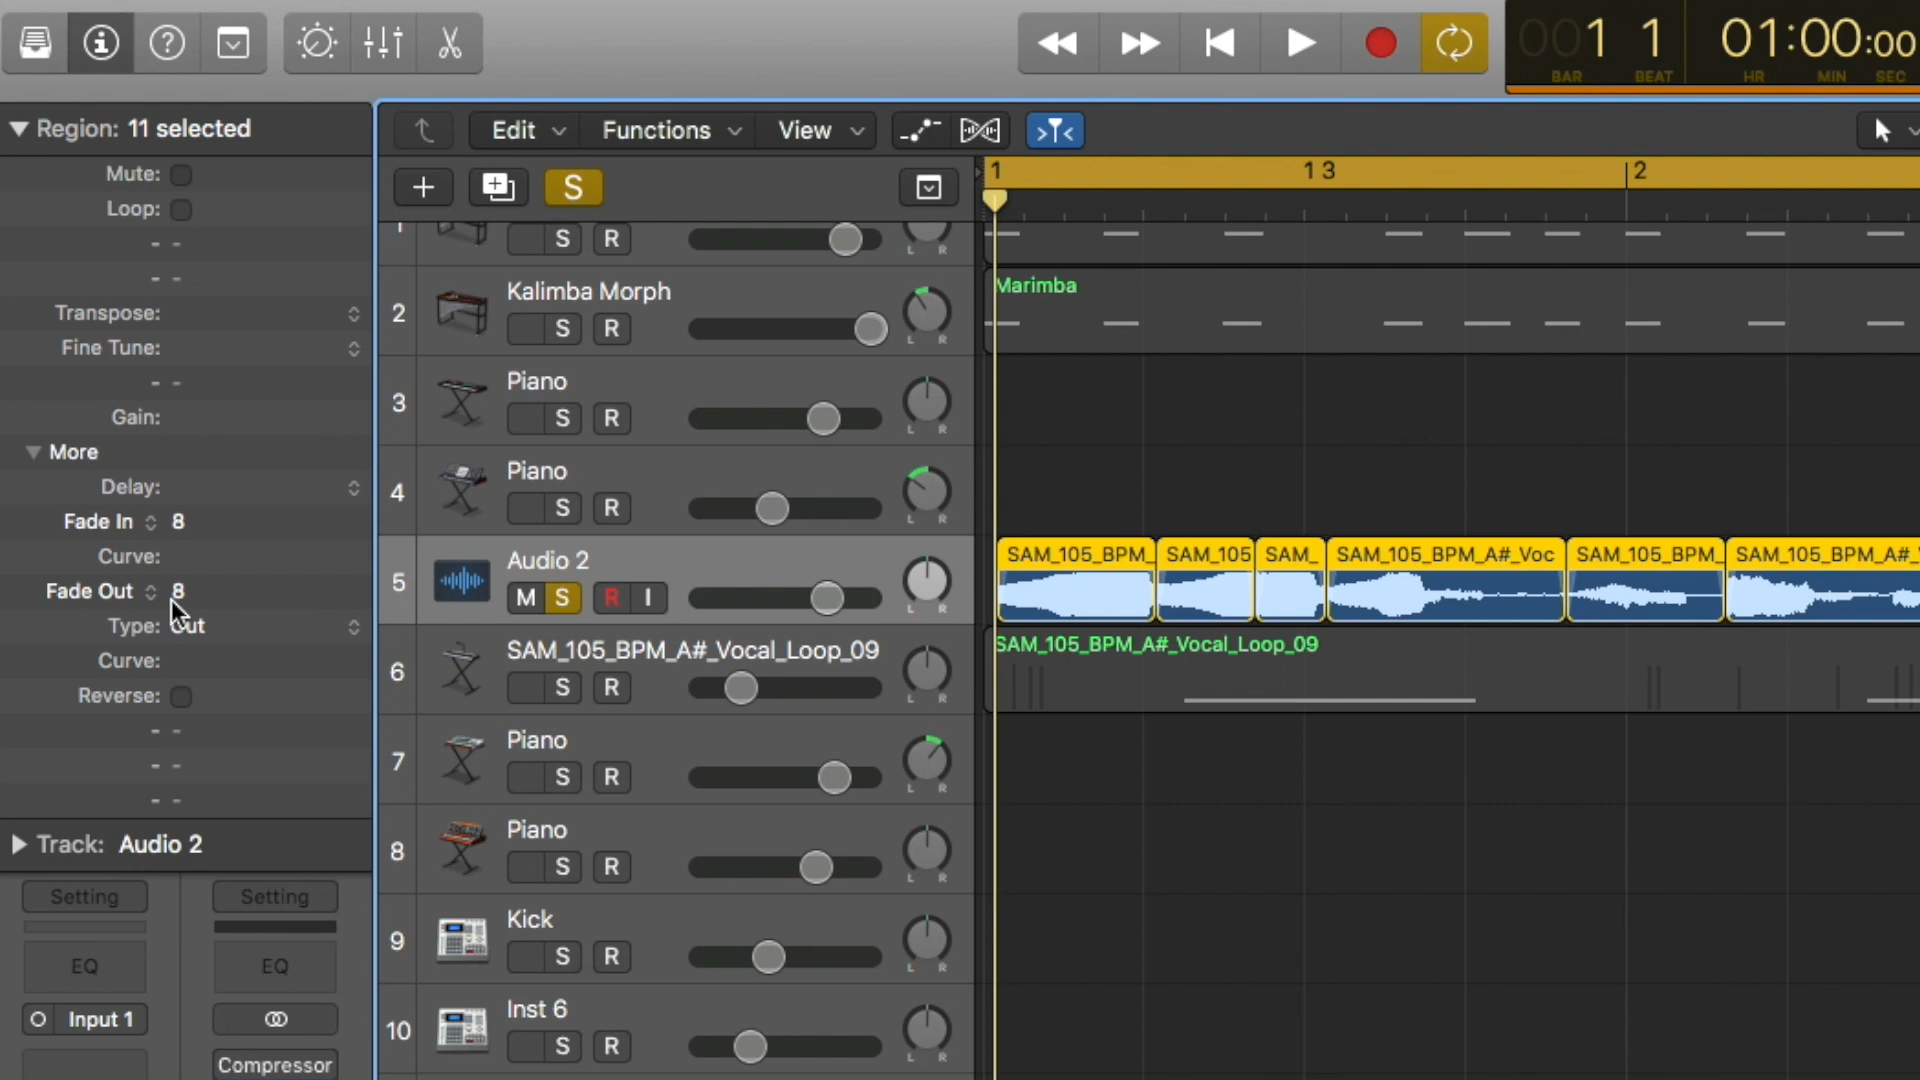 001 1 01:00:00
BAR BEAT HR MIN SEC
Region: 11 selected
Edit Functions View
Mute:
Loop:
- -
- -
Transpose:
Fine Tune:
- -
Gain:
More
Delay:
Fade In 8
Curve:
Fade Out 8
Type: Out
Curve:
Reverse:
- -
- -
- -
Track: Audio 2
Setting Setting
EQ EQ
Input 1
Compressor
S
1 1 3 2
1 S R L R
2 Kalimba Morph
S R L R
Marimba
3 Piano
S R L R
4 Piano
S R L R
5 Audio 2
M S R I L R
SAM_105_BPM_ SAM_105 SAM_ SAM_105_BPM_A#_Voc SAM_105_BPM_ SAM_105_BPM_A#_
6 SAM_105_BPM_A#_Vocal_Loop_09
S R L R
SAM_105_BPM_A#_Vocal_Loop_09
7 Piano
S R L R
8 Piano
S R L R
9 Kick
S R L R
10 Inst 6
S R L R